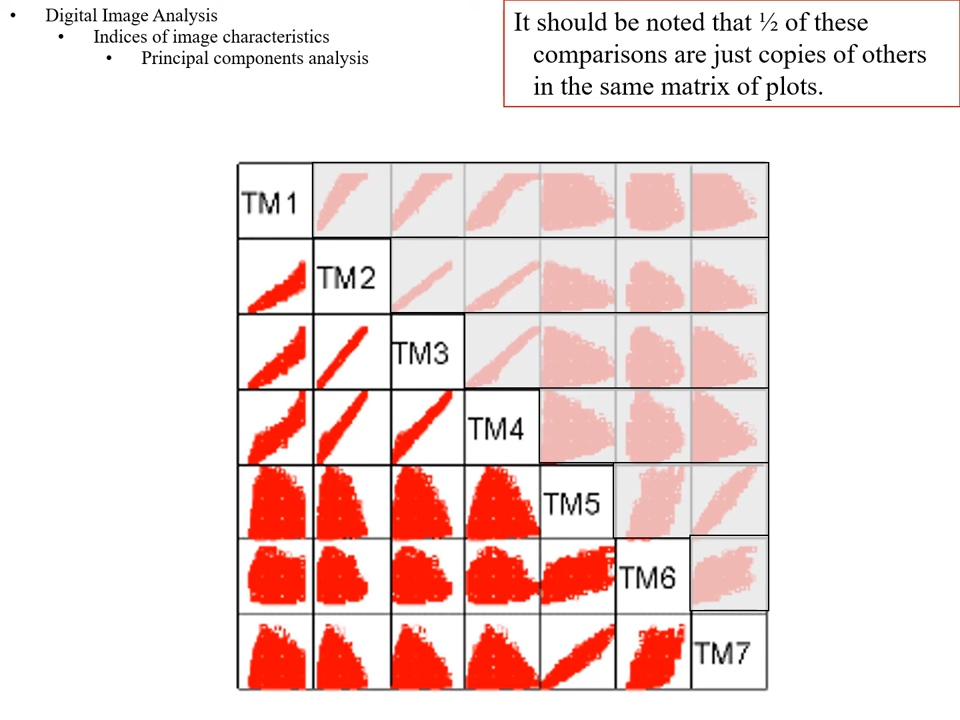 • Digital Image Analysis
• Indices of image characteristics
• Principal components analysis
It should be noted that ½ of these
comparisons are just copies of others
in the same matrix of plots.
TM1
TM2
TM3
TM4
TM5
TM6
TM7